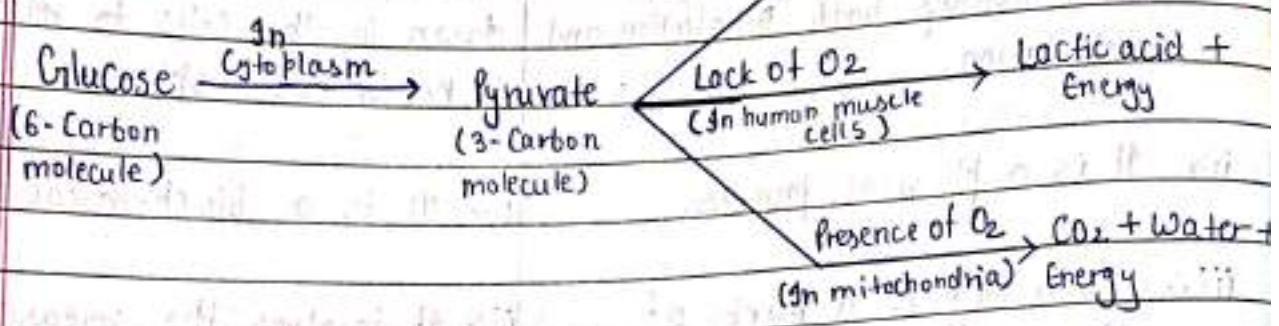 In
Glucose Cytoplasm Pyruvate
(6-Carbon molecule)
(3-Carbon molecule)
Lack of O2
(In human muscle cells)
Lactic acid + Energy
Presence of O2
(In mitochondria)
CO2 + Water + Energy